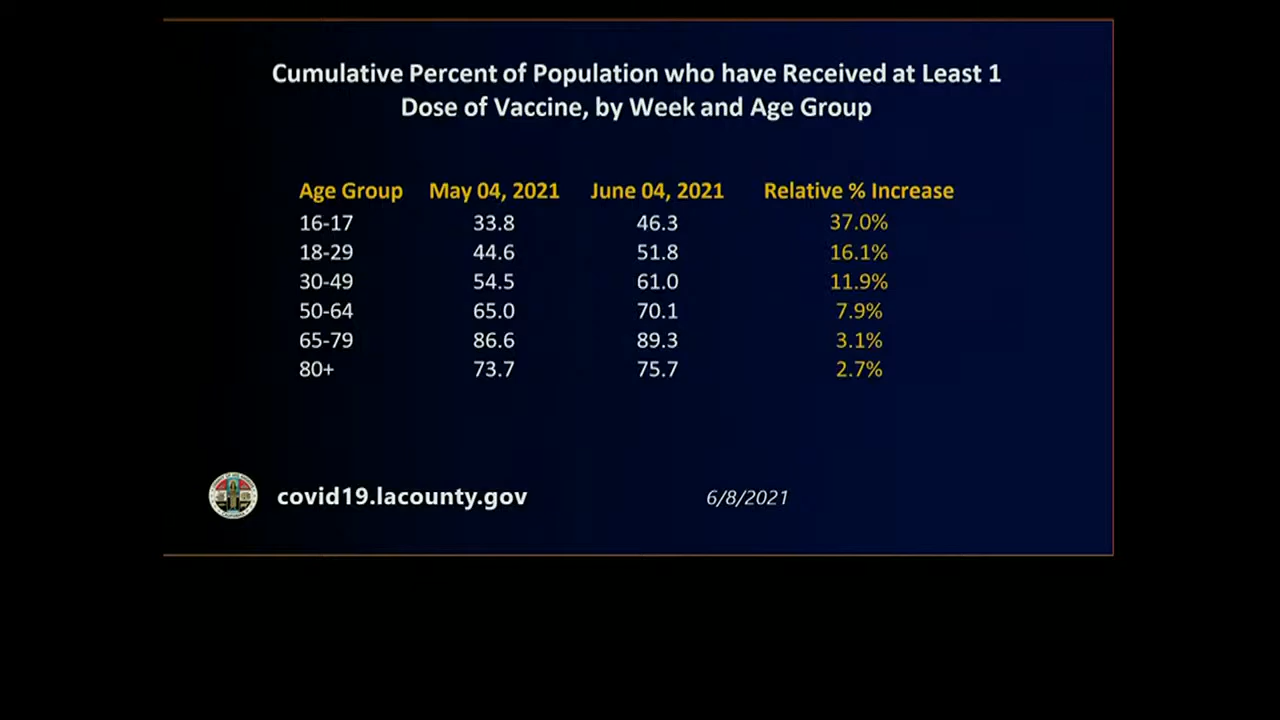 Cumulative Percent of Population who have Received at Least 1
Dose of Vaccine, by Week and Age Group
Age Group May 04, 2021 June 04, 2021 Relative % Increase
16-17 33.8 46.3 37.0%
18-29 44.6 51.8 16.1%
30-49 54.5 61.0 11.9%
50-64 65.0 70.1 7.9%
65-79 86.6 89.3 3.1%
80+ 73.7 75.7 2.7%
covid19.lacounty.gov 6/8/2021